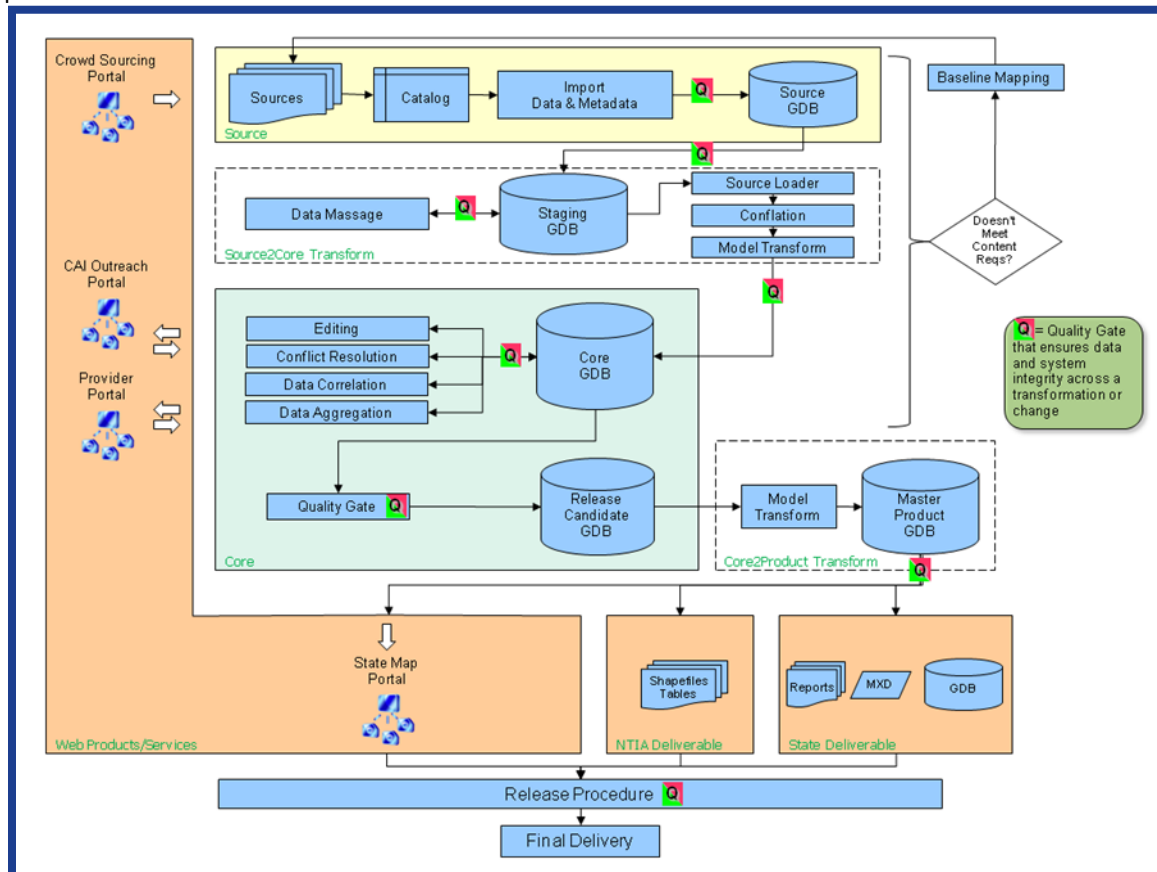 Crowd Sourcing
Portal
Sources
Catalog
Import
Data & Metadata
Q
Source
GDB
Source
Baseline Mapping
Q
Data Massage
Q
Staging
GDB
Source Loader
Conflation
Model Transform
Source2Core Transform
Doesn't
Meet
Content
Reqs?
CAI Outreach
Portal
Q
Editing
Conflict Resolution
Data Correlation
Data Aggregation
Q
Core
GDB
Q = Quality Gate
that ensures data
and system
integrity across a
transformation or
change
Provider
Portal
Quality Gate Q
Release
Candidate
GDB
Core
Model
Transform
Master
Product
GDB
Core2Product Transform
Q
State Map
Portal
Web Products/Services
Shapefiles
Tables
NTIA Deliverable
Reports
MXD
GDB
State Deliverable
Release Procedure Q
Final Delivery